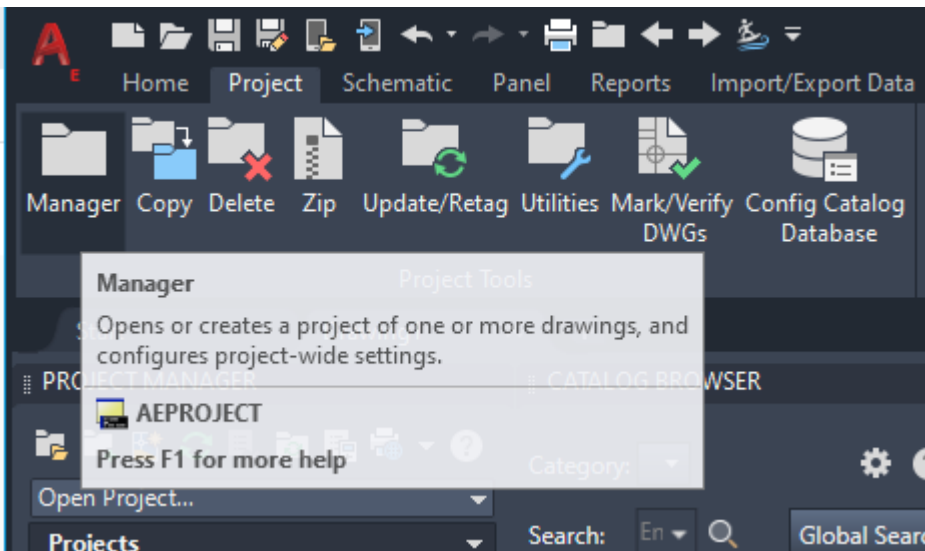 A
E
Home Project Schematic Panel Reports Import/Export Data
Manager Copy Delete Zip Update/Retag Utilities Mark/Verify DWGs Config Catalog Database
Project Tools
Manager
Opens or creates a project of one or more drawings, and
configures project-wide settings.
PROJECT MANAGER
CATALOG BROWSER
AEPROJECT
Press F1 for more help
Category:
Open Project...
Search: En
Global Sear
Projects